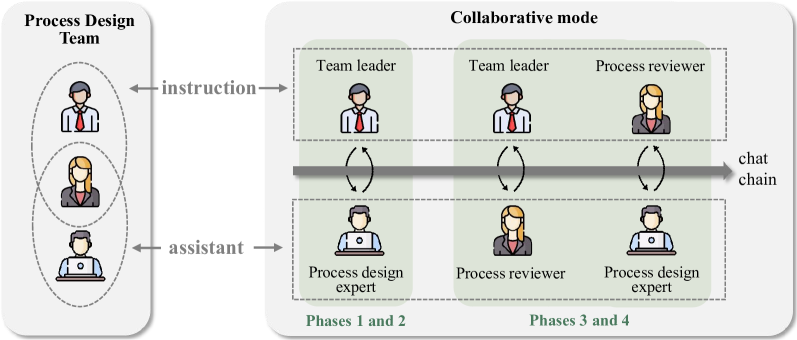 Process Design
Team
Collaborative mode
instruction
assistant
Team leader
Team leader
Process reviewer
chat
chain
Process design
expert
Process reviewer
Process design
expert
Phases 1 and 2
Phases 3 and 4